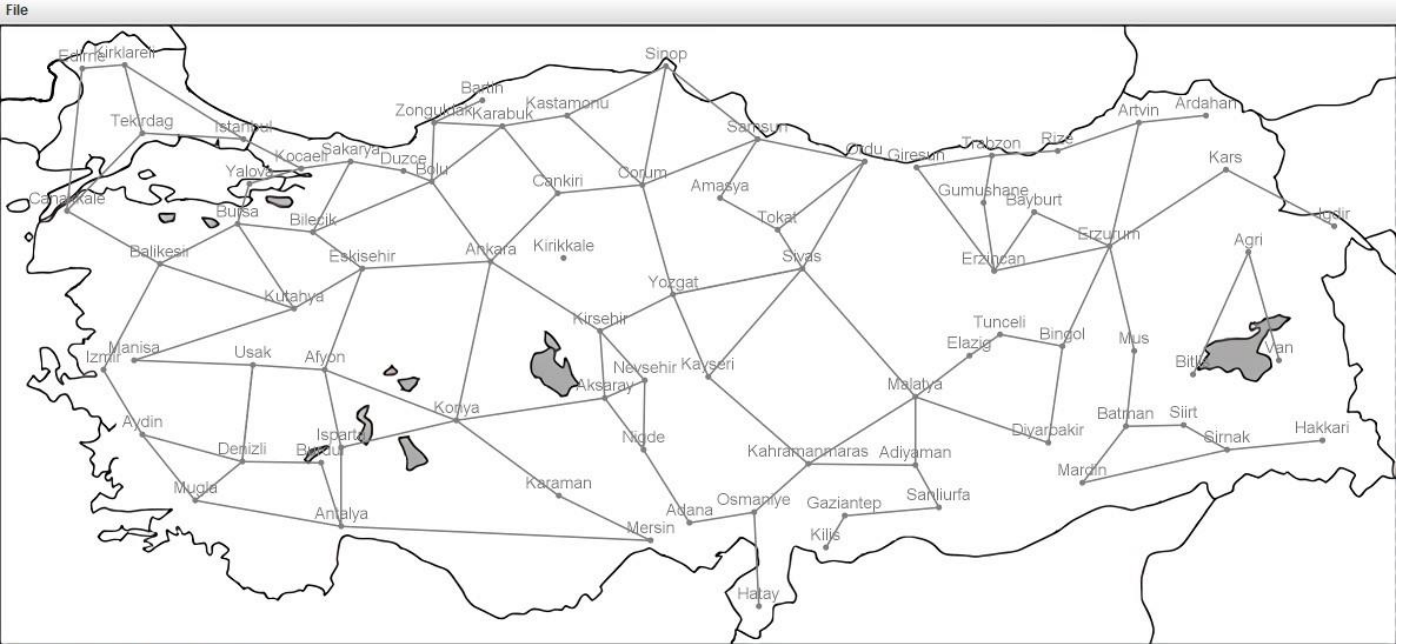 File
Edirne
Kirklareli
Sinop
Bartin
Zonguldak
Karabuk
Kastamonu
Artvin
Ardahan
Tekirdag
Istanbul
Samsun
Trabzon
Rize
Kocaeli
Sakarya
Duzce
Bolu
Ordu
Giresun
Kars
Yalova
Cankiri
Corum
Amasya
Gumushane
Bayburt
Canakkale
Bursa
Bilecik
Tokat
Igdir
Balikesir
Eskisehir
Ankara
Kirikkale
Sivas
Erzincan
Erzurum
Agri
Kutahya
Yozgat
Kirsehir
Tunceli
Bingol
Mus
Izmir
Manisa
Usak
Afyon
Nevsehir
Kayseri
Elazig
Van
Aksaray
Malatya
Konya
Aydin
Isparta
Nigde
Diyarbakir
Batman
Siirt
Sirnak
Hakkari
Denizli
Kahramanmaras
Adiyaman
Mardin
Mugla
Karaman
Osmaniye
Gaziantep
Sanliurfa
Antalya
Adana
Mersin
Kilis
Hatay